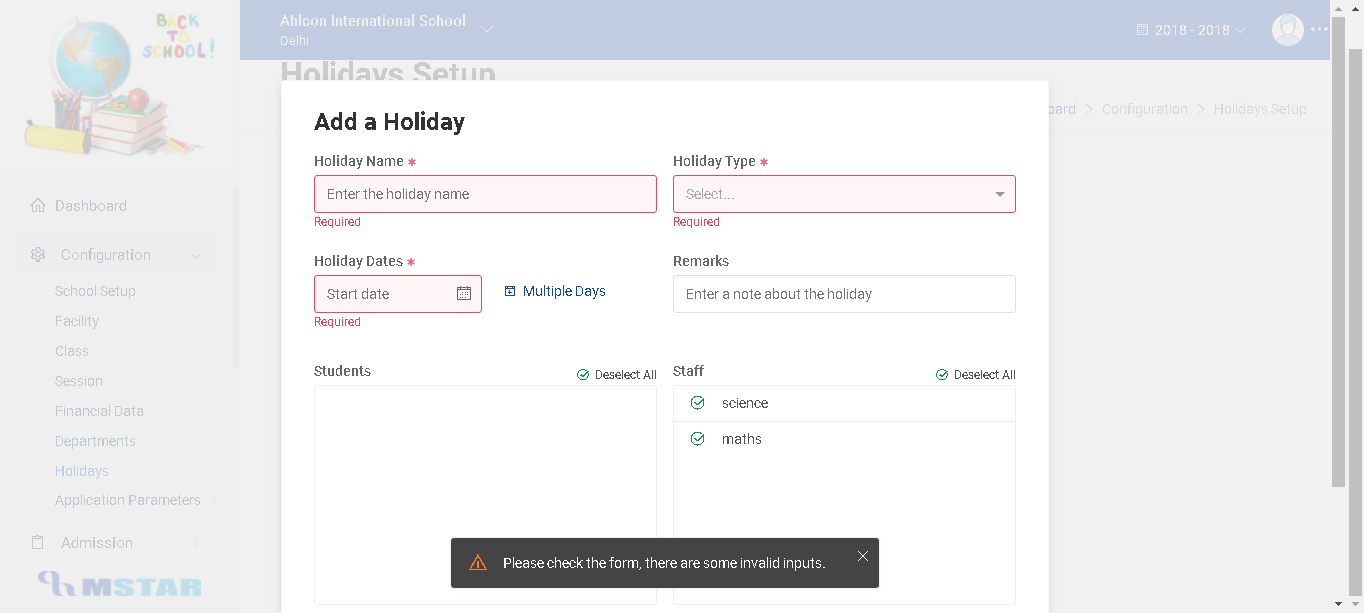 BACK
TO
SCHOOL!
Ahlcon International School
Delhi
2018 - 2018
Holidays Setup
oard > Configuration > Holidays Setup
Dashboard
Configuration
School Setup
Facility
Class
Session
Financial Data
Departments
Holidays
Application Parameters
Admission
MSTAR
Add a Holiday
Holiday Name *
Holiday Type *
Enter the holiday name
Select...
Required
Required
Holiday Dates *
Remarks
Start date
Multiple Days
Enter a note about the holiday
Required
Students
Deselect All
Staff
Deselect All
science
maths
Please check the form, there are some invalid inputs.